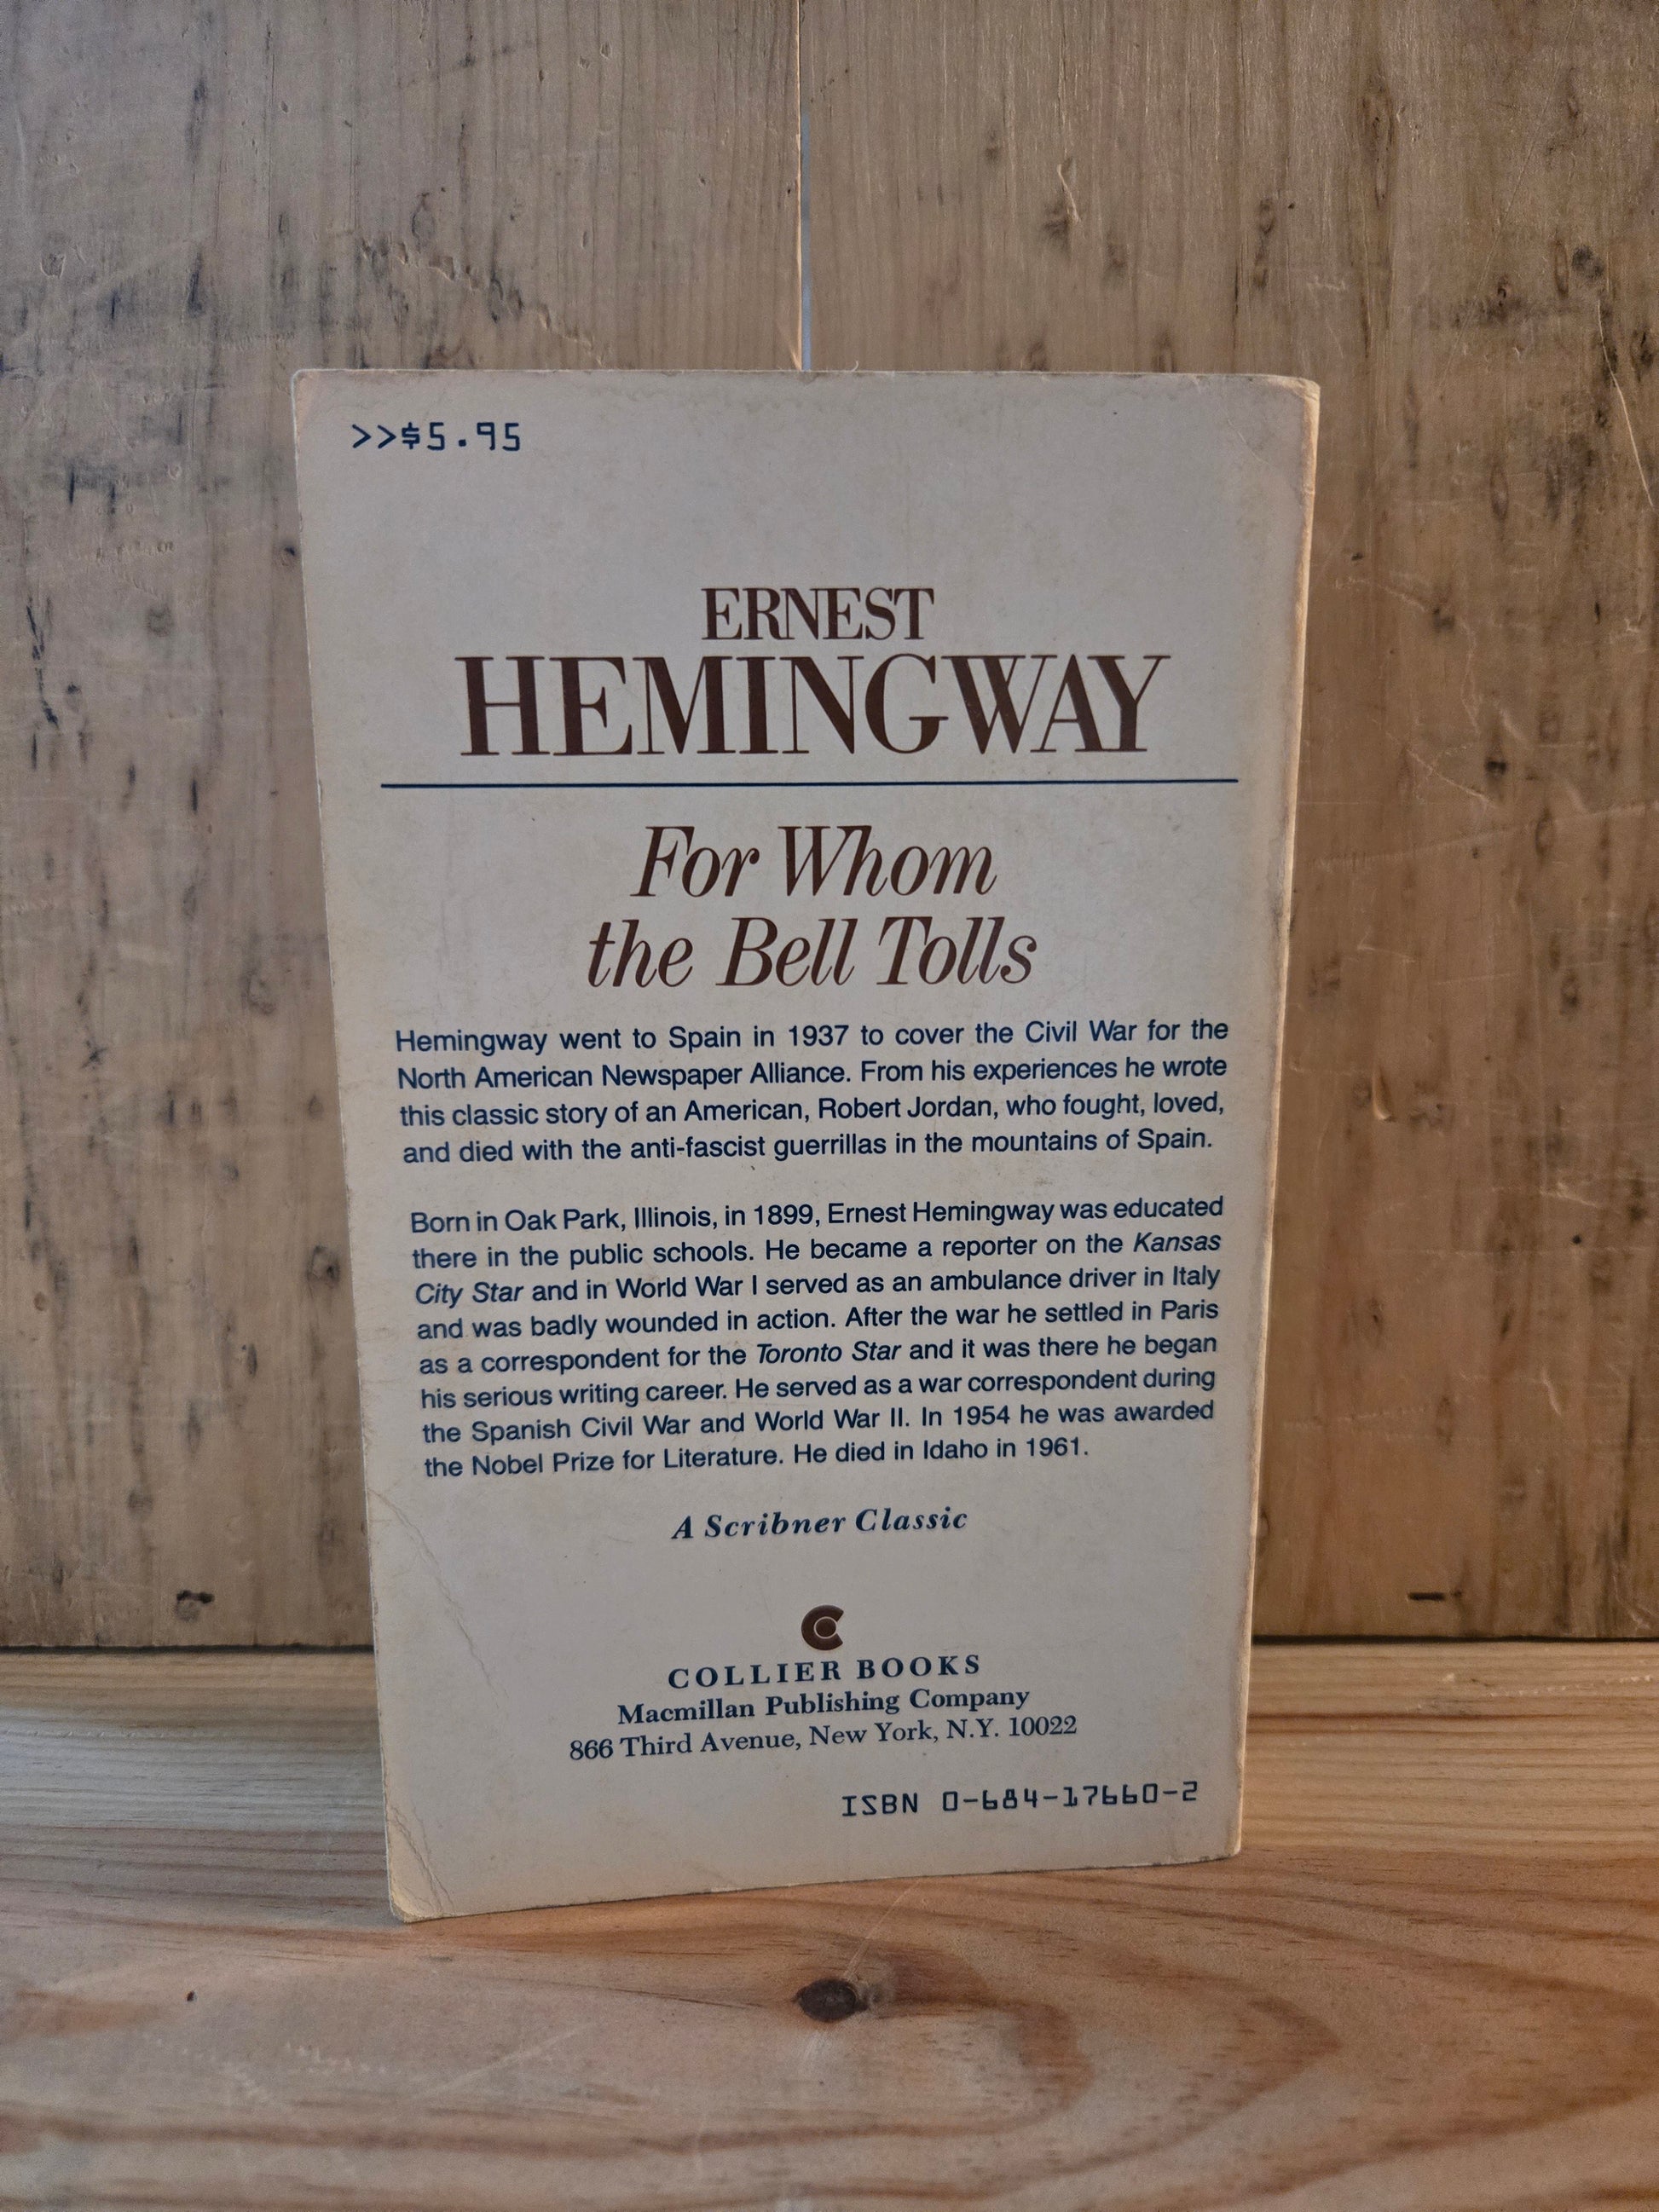 >>$5.95
ERNEST
HEMINGWAY
For Whom
the Bell Tolls
Hemingway went to Spain in 1937 to cover the Civil War for the
North American Newspaper Alliance. From his experiences he wrote
this classic story of an American, Robert Jordan, who fought, loved,
and died with the anti-fascist guerrillas in the mountains of Spain.
Born in Oak Park, Illinois, in 1899, Ernest Hemingway was educated
there in the public schools. He became a reporter on the Kansas
City Star and in World War I served as an ambulance driver in Italy
and was badly wounded in action. After the war he settled in Paris
as a correspondent for the Toronto Star and it was there he began
his serious writing career. He served as a war correspondent during
the Spanish Civil War and World War II. In 1954 he was awarded
the Nobel Prize for Literature. He died in Idaho in 1961.
A Scribner Classic
COLLIER BOOKS
Macmillan Publishing Company
866 Third Avenue, New York, N.Y. 10022
ISBN 0-684-17660-2